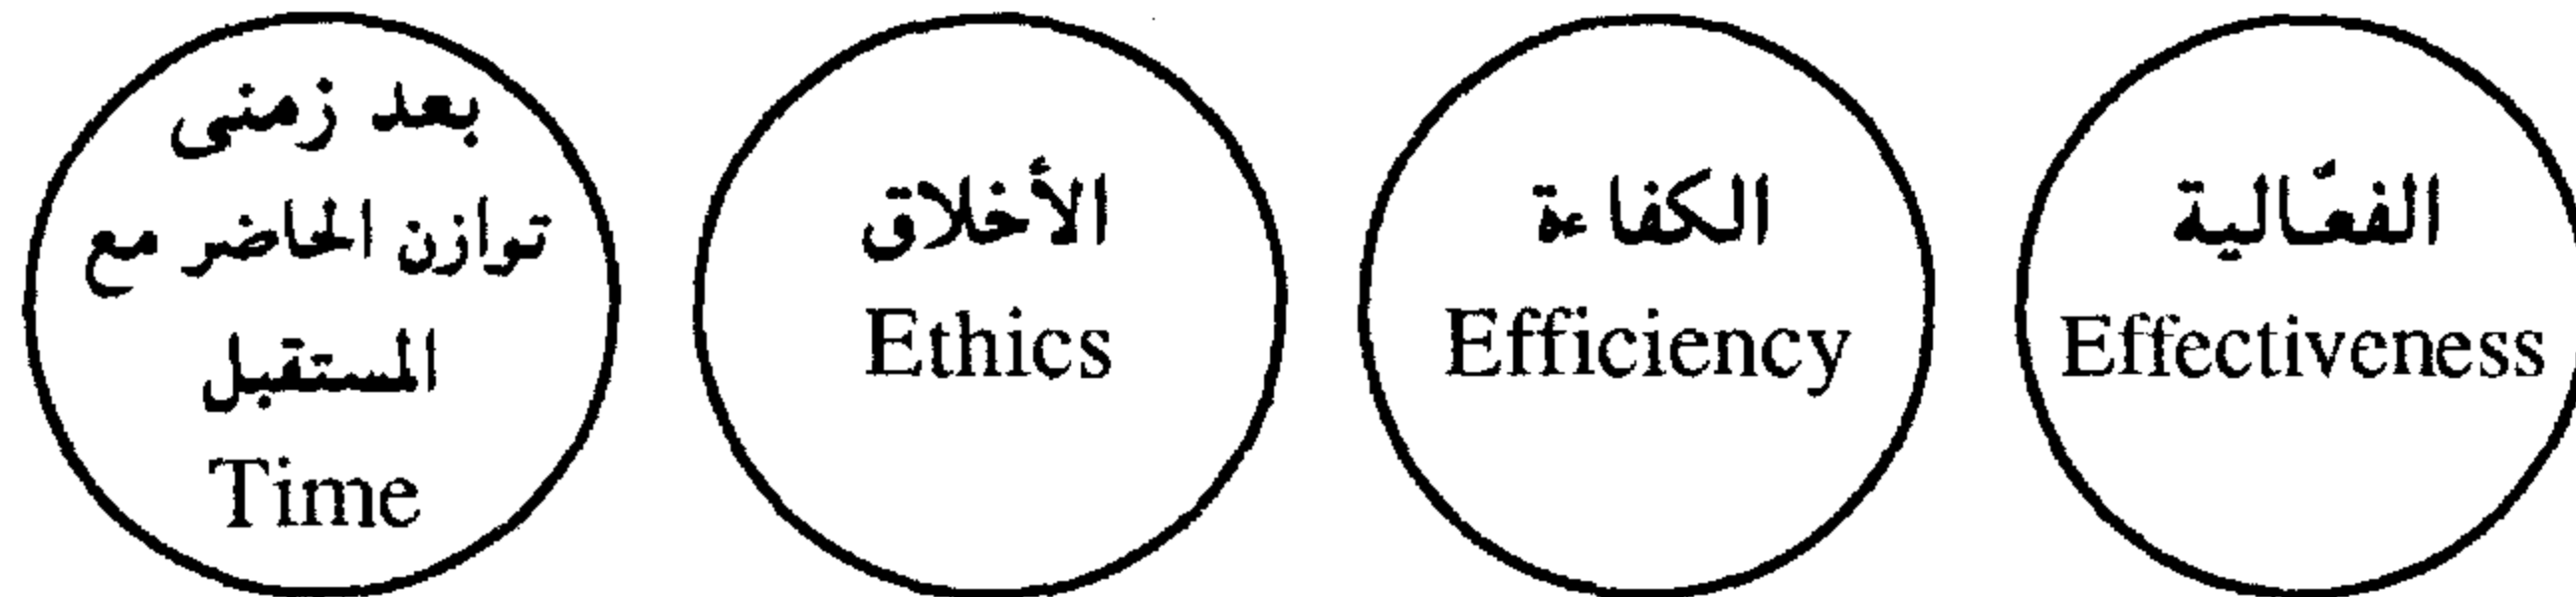 الفعّالية
Effectiveness
الكفاءة
Efficiency
الأخلاق
Ethics
بعد زمنى
توازن الحاضر مع
المستقبل
Time